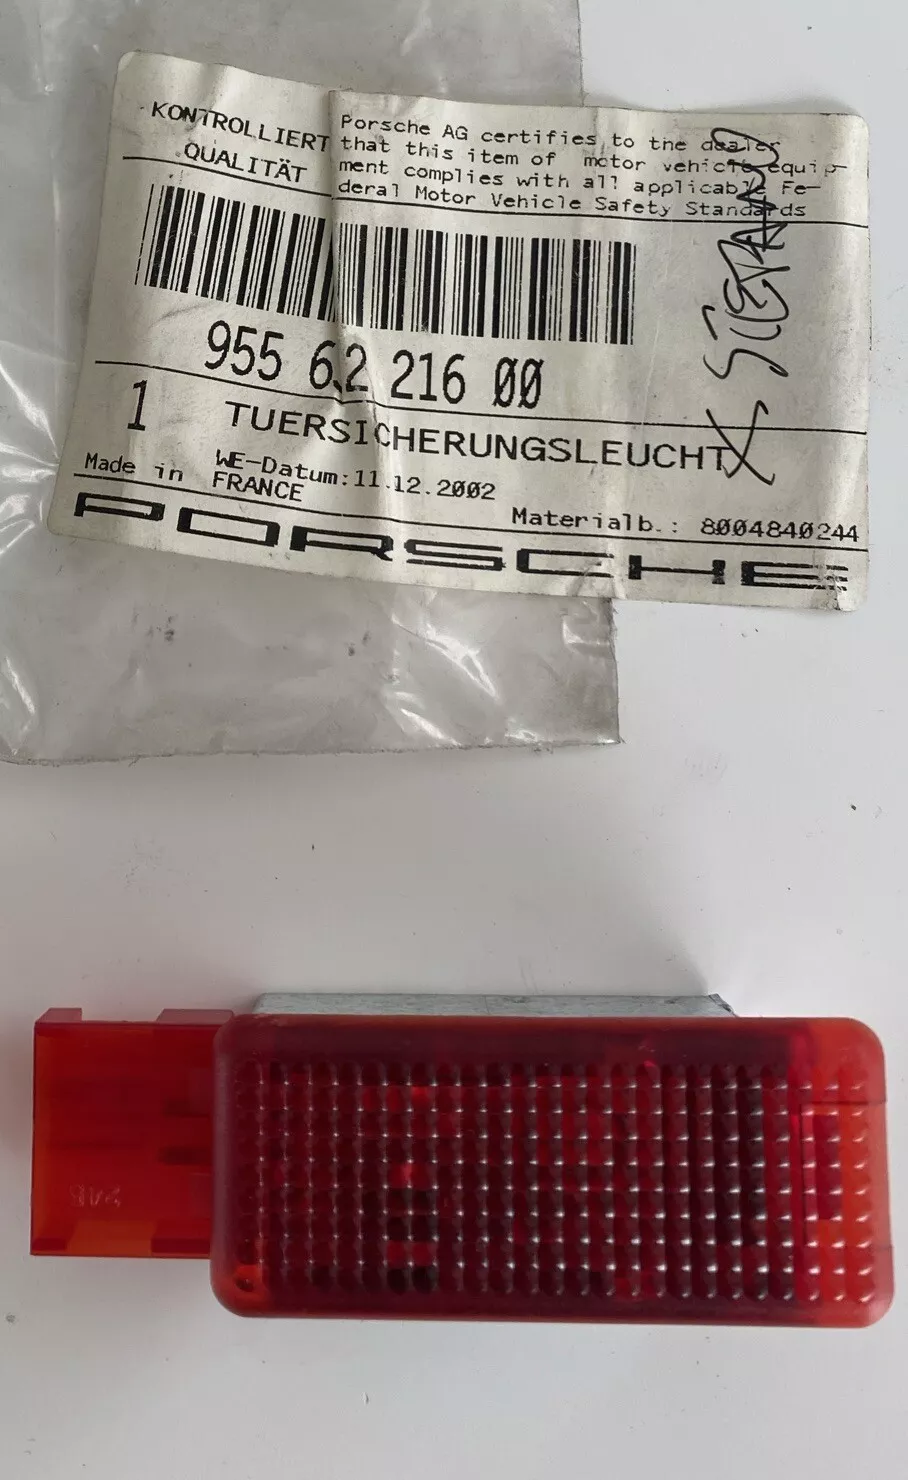 KONTROLLIERT
QUALITÄT
Porsche AG certifies to the dealer
that this item of motor vehicle equip-
ment complies with all applicable Fe-
deral Motor Vehicle Safety Standards
955 62 216 00
1 TUERSICHERUNGSLEUCHT
Made in FRANCE
WE-Datum:11.12.2002
Materialb.: 8004840244
PORSCHE